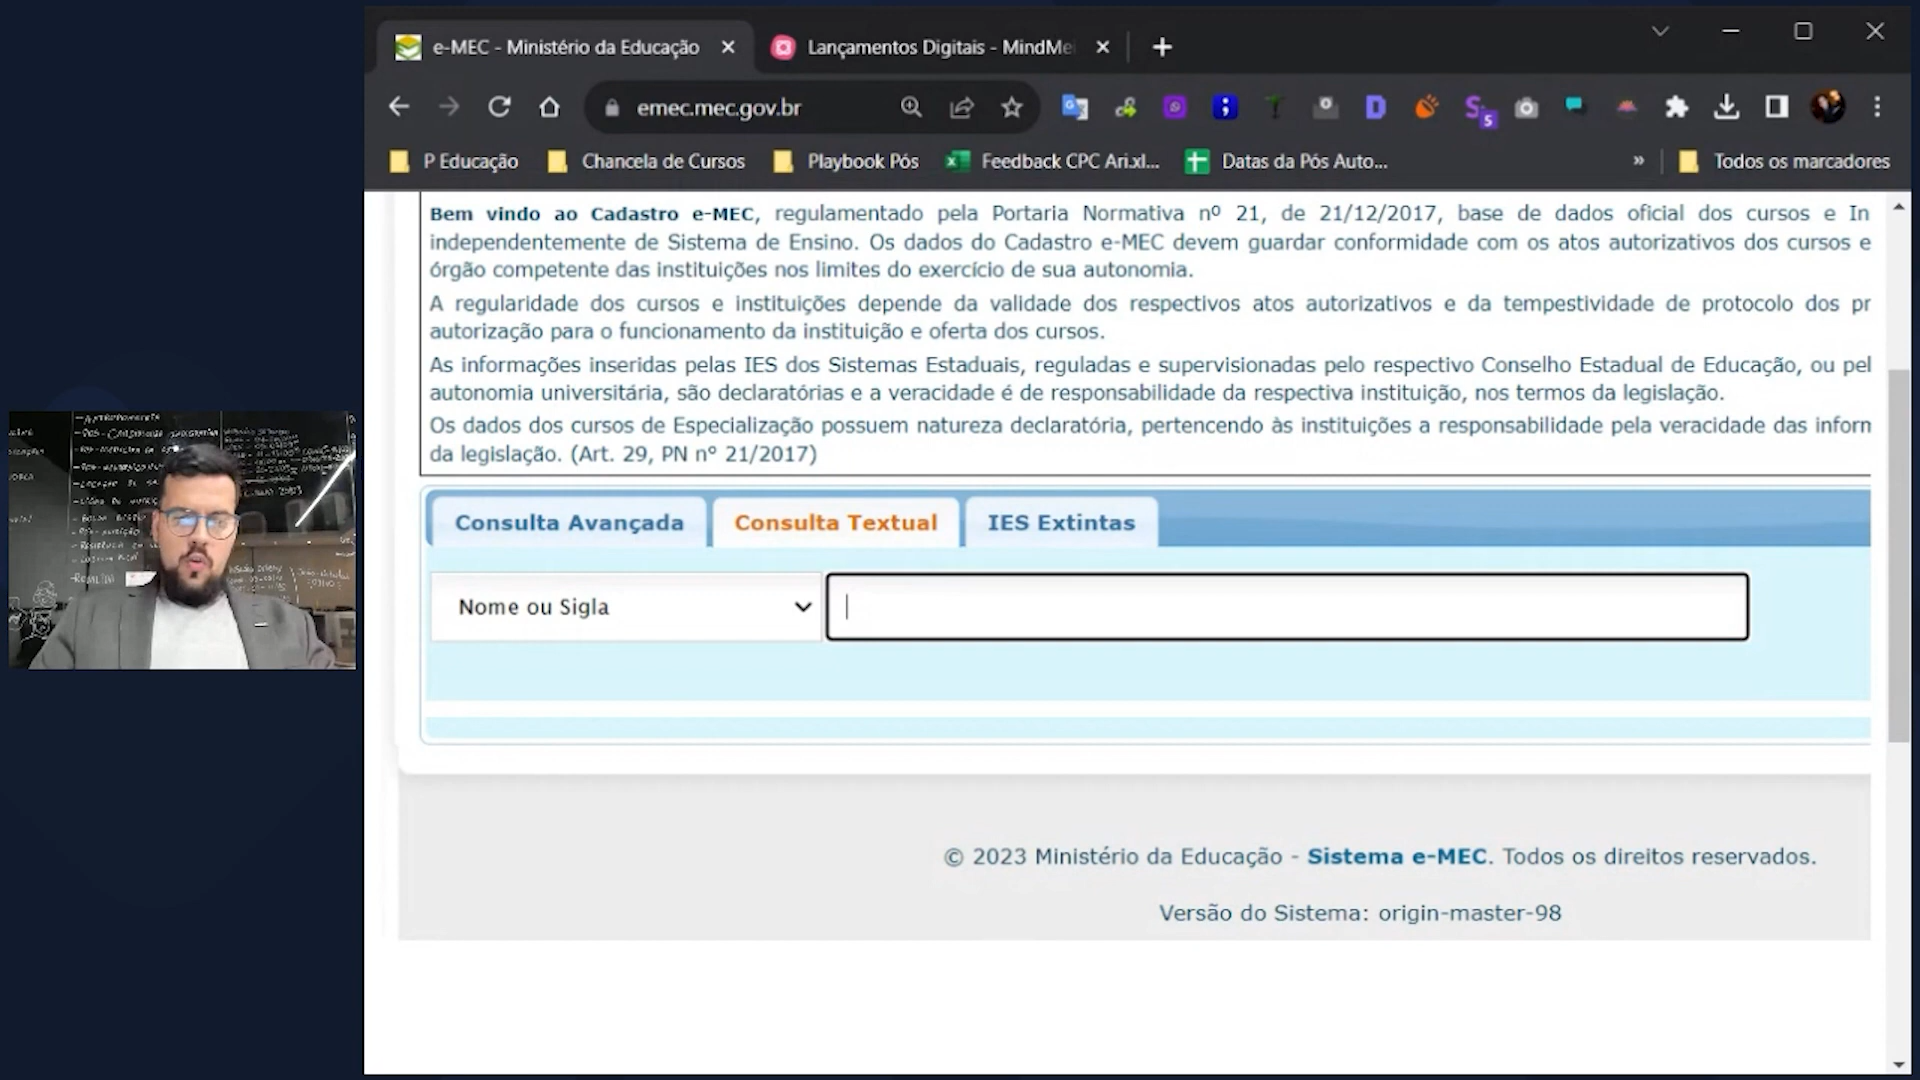 e-MEC - Ministério da Educação
Lançamentos Digitais - MindMei
emec.mec.gov.br
P Educação
Chancela de Cursos
Playbook Pós
Feedback CPC Ari.xl...
Datas da Pós Auto...
»
Todos os marcadores
Bem vindo ao Cadastro e-MEC, regulamentado pela Portaria Normativa nº 21, de 21/12/2017, base de dados oficial dos cursos e In
independentemente de Sistema de Ensino. Os dados do Cadastro e-MEC devem guardar conformidade com os atos autorizativos dos cursos e
órgão competente das instituições nos limites do exercício de sua autonomia.
A regularidade dos cursos e instituições depende da validade dos respectivos atos autorizativos e da tempestividade de protocolo dos pr
autorização para o funcionamento da instituição e oferta dos cursos.
As informações inseridas pelas IES dos Sistemas Estaduais, reguladas e supervisionadas pelo respectivo Conselho Estadual de Educação, ou pel
autonomia universitária, são declaratórias e a veracidade é de responsabilidade da respectiva instituição, nos termos da legislação.
Os dados dos cursos de Especialização possuem natureza declaratória, pertencendo às instituições a responsabilidade pela veracidade das inform
da legislação. (Art. 29, PN nº 21/2017)
Consulta Avançada
Consulta Textual
IES Extintas
Nome ou Sigla
© 2023 Ministério da Educação - Sistema e-MEC. Todos os direitos reservados.
Versão do Sistema: origin-master-98